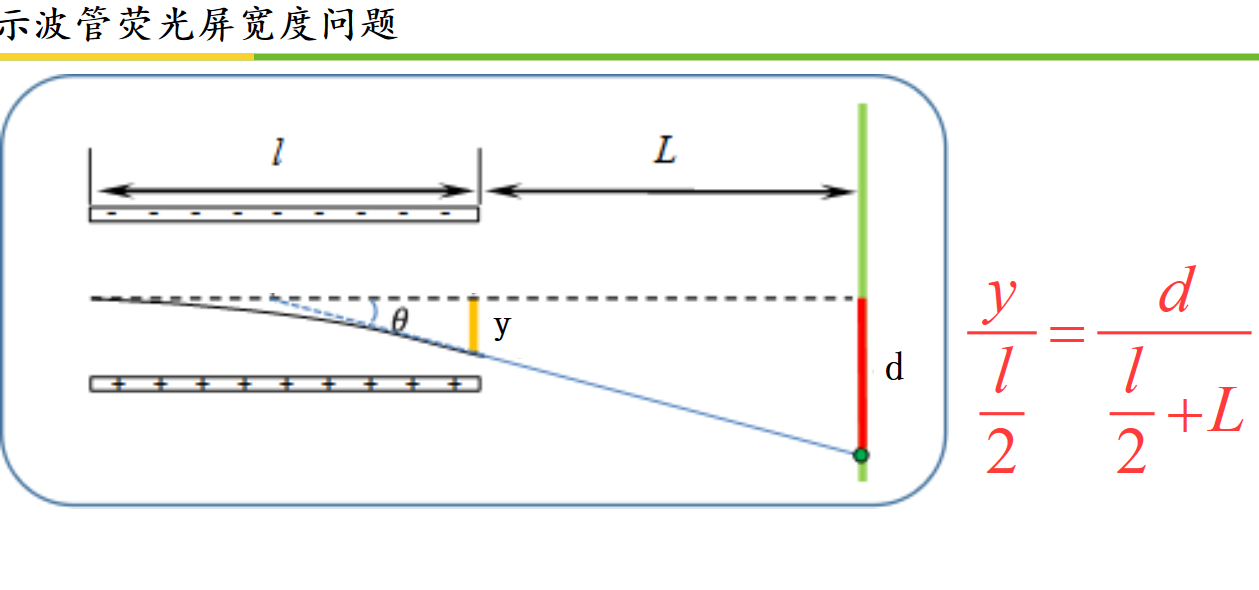 示波管荧光屏宽度问题
l
L
- - - - - - - - -
θ
y
+ + + + + + + + +
d
y/(l/2) = d/(l/2+L)